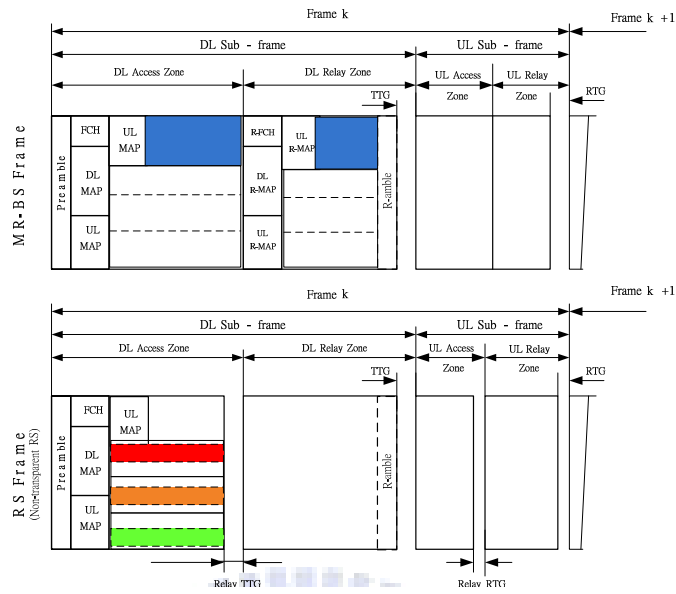 Frame k
Frame k +1
DL Sub - frame
UL Sub - frame
DL Access Zone
DL Relay Zone
UL Access
Zone
UL Relay
Zone
TTG
RTG
MR-BS Frame
Preamble
FCH
DL
MAP
UL
MAP
UL
MAP
R-FCH
DL
R-MAP
UL
R-MAP
UL
R-MAP
R-amble
Frame k
Frame k +1
DL Sub - frame
UL Sub - frame
DL Access Zone
DL Relay Zone
UL Access
Zone
UL Relay
Zone
TTG
RTG
RS Frame
(Non-transparent RS)
Preamble
FCH
DL
MAP
UL
MAP
UL
MAP
R-amble
Relay TTG
Relay RTG